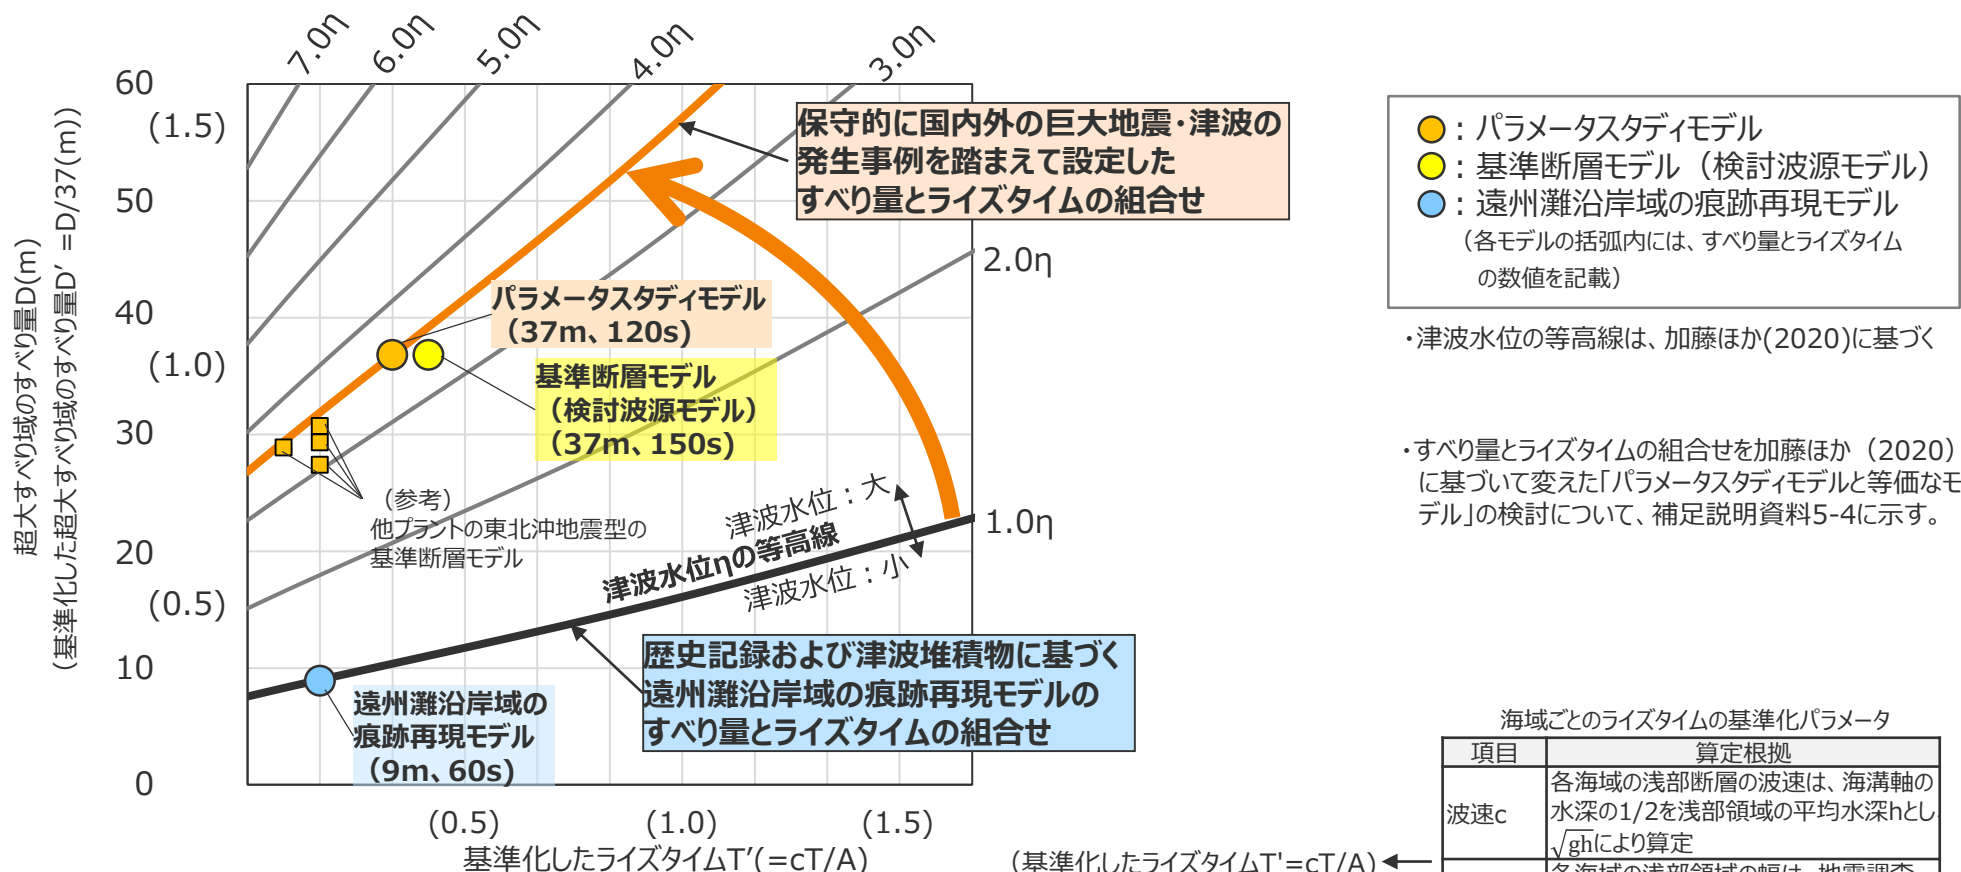 7.0η
6.0η
5.0η
4.0η
3.0η
2.0η
1.0η
60
(1.5)
50
40
(1.0)
30
20
(0.5)
10
0
超大すべり域のすべり量D(m)
(基準化した超大すべり域のすべり量D’ =D/37(m))
保守的に国内外の巨大地震・津波の
発生事例を踏まえて設定した
すべり量とライズタイムの組合せ
パラメータスタディモデル
（37m、120s）
基準断層モデル
（検討波源モデル）
（37m、150s）
（参考）
他プラントの東北沖地震型の
基準断層モデル
津波水位：大
津波水位ηの等高線
津波水位：小
歴史記録および津波堆積物に基づく
遠州灘沿岸域の痕跡再現モデルの
すべり量とライズタイムの組合せ
遠州灘沿岸域の
痕跡再現モデル
（9m、60s）
(0.5)
(1.0)
(1.5)
基準化したライズタイムT’(=cT/A)
：パラメータスタディモデル
：基準断層モデル（検討波源モデル）
：遠州灘沿岸域の痕跡再現モデル
（各モデルの括弧内には、すべり量とライズタイム
の数値を記載）
・津波水位の等高線は、加藤ほか(2020)に基づく
・すべり量とライズタイムの組合せを加藤ほか（2020）
に基づいて変えた「パラメータスタディモデルと等価なモ
デル」の検討について、補足説明資料5-4に示す。
海域ごとのライズタイムの基準化パラメータ
項目
算定根拠
波速c
各海域の浅部断層の波速は、海溝軸の
水深の1/2を浅部領域の平均水深hとし
√ghにより算定
各海域の浅部領域の幅は、地震調査
（基準化したライズタイムT'=cT/A）